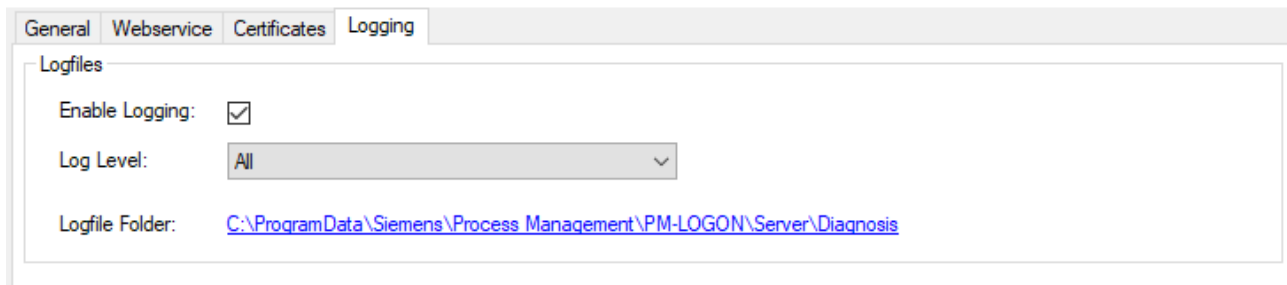 General Webservice Certificates Logging
Logfiles
Enable Logging:
Log Level: All
Logfile Folder: C:\ProgramData\Siemens\Process Management\PM-LOGON\Server\Diagnosis